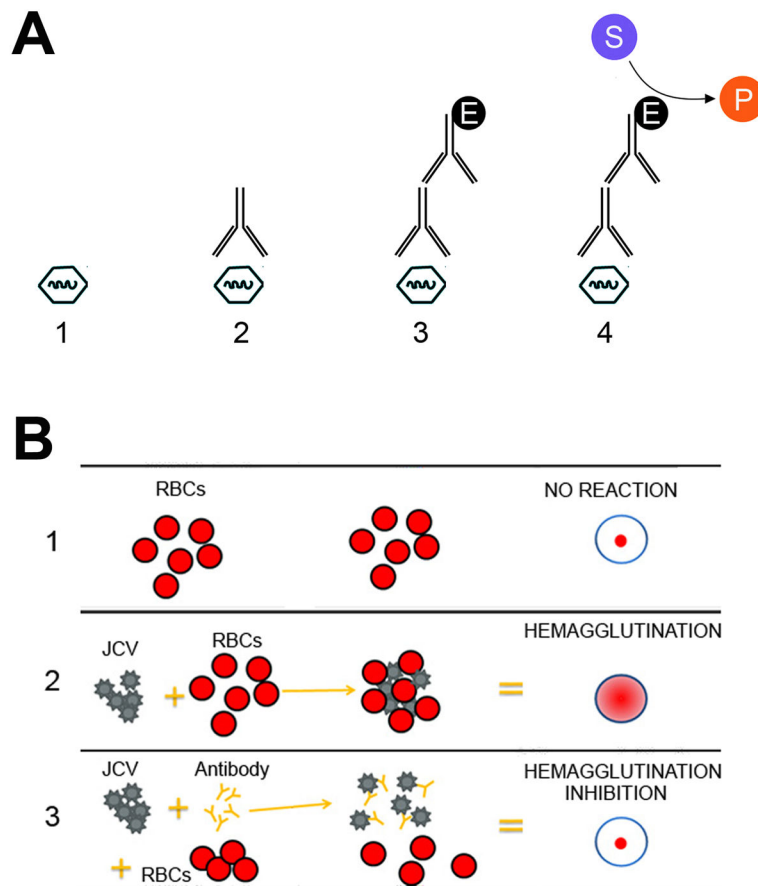 A
S
P
E
E
1
2
3
4
B
RBCs
NO REACTION
1
JCV
RBCs
HEMAGGLUTINATION
2
JCV
Antibody
HEMAGGLUTINATION
INHIBITION
3
RBCs